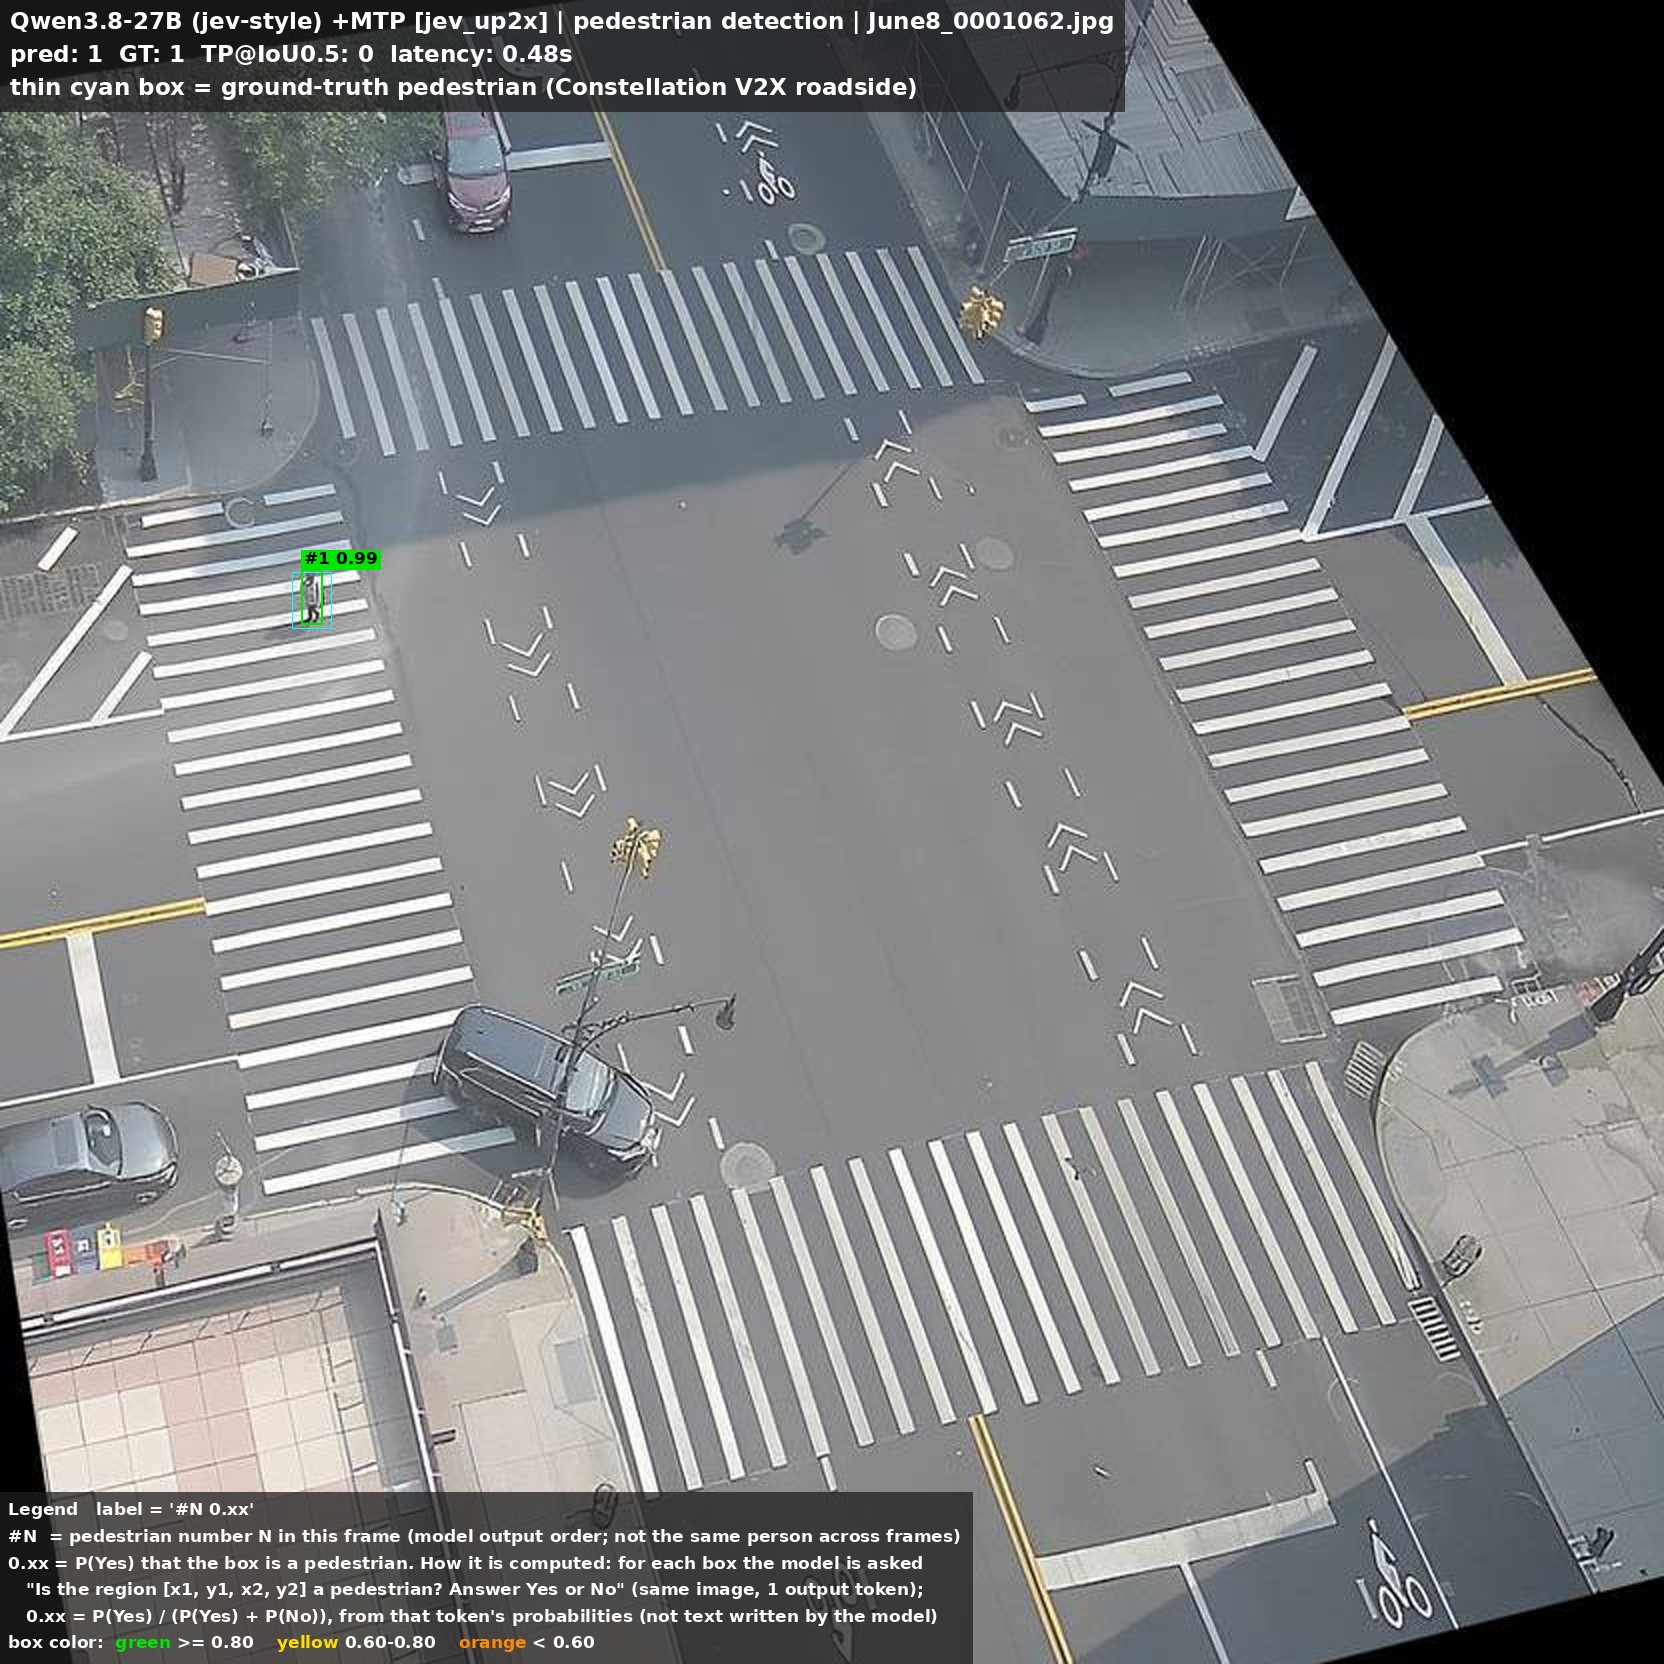 Qwen3.8-27B (jev-style) +MTP [jev_up2x] | pedestrian detection | June8_0001062.jpg
pred: 1  GT: 1  TP@IoU0.5: 0  latency: 0.48s
thin cyan box = ground-truth pedestrian (Constellation V2X roadside)
#1 0.99
Legend   label = '#N 0.xx'
#N  = pedestrian number N in this frame (model output order; not the same person across frames)
0.xx = P(Yes) that the box is a pedestrian. How it is computed: for each box the model is asked
"Is the region [x1, y1, x2, y2] a pedestrian? Answer Yes or No" (same image, 1 output token);
0.xx = P(Yes) / (P(Yes) + P(No)), from that token's probabilities (not text written by the model)
box color:  green >= 0.80    yellow 0.60-0.80    orange < 0.60